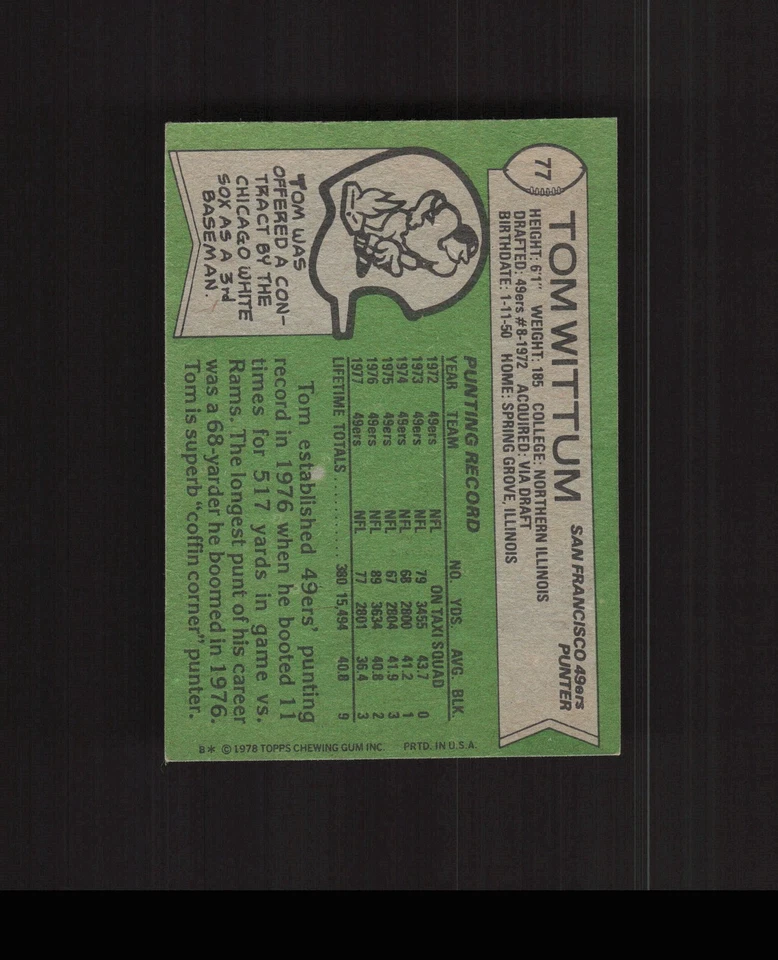 77
TOM WITTUM
SAN FRANCISCO 49ers
PUNTER
HEIGHT: 6'1" WEIGHT: 185 COLLEGE: NORTHERN ILLINOIS
DRAFTED: 49ers #8-1972 ACQUIRED: VIA DRAFT
BIRTHDATE: 1-11-50 HOME: SPRING GROVE, ILLINOIS
TOM WAS
OFFERED A CON-
TRACT BY THE
CHICAGO WHITE
SOX AS A 3rd
BASEMAN.
PUNTING RECORD
YEAR TEAM NO. YDS. AVG. BLK.
1972 49ers NFL ON TAXI SQUAD
1973 49ers NFL 79 3455 43.7 0
1974 49ers NFL 68 2800 41.2 1
1975 49ers NFL 67 2804 41.9 3
1976 49ers NFL 89 3634 40.8 2
1977 49ers NFL 77 2801 36.4 3
LIFETIME TOTALS .......... 380 15,494 40.8 9
Tom established 49ers' punting
record in 1976 when he booted 11
times for 517 yards in game vs.
Rams. The longest punt of his career
was a 68-yarder he boomed in 1976.
Tom is superb "coffin corner" punter.
B* © 1978 TOPPS CHEWING GUM INC. PRTD. IN U.S.A.